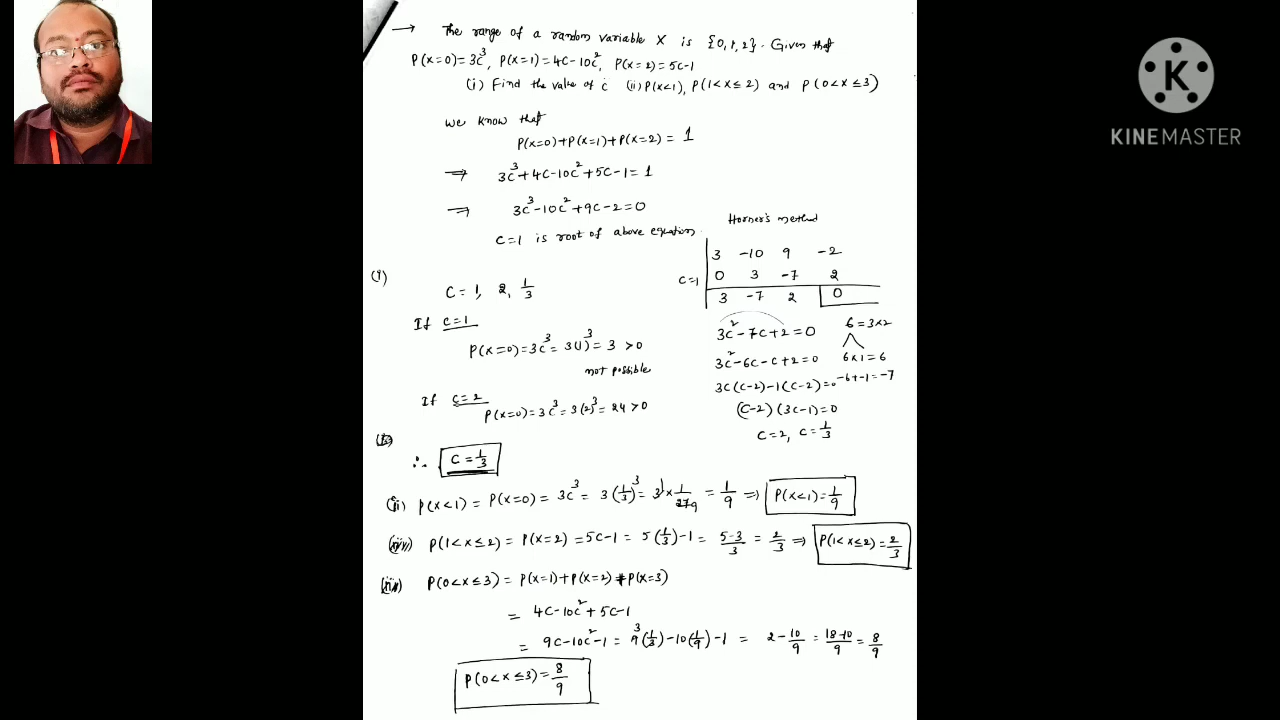 → The range of a random variable X is {0,1,2}. Given that
P(x=0)=3c³, P(x=1)=4c-10c², P(x=2)=5c-1
(i) Find the value of c (ii) P(x<1), P(1<x≤2) and P(0<x≤3)
We know that
P(x=0)+P(x=1)+P(x=2)=1
⇒ 3c³+4c-10c²+5c-1=1
⇒ 3c³-10c²+9c-2=0
c=1 is root of above equation.
Horner's method
c=1
3 -10 9 -2
0 3 -7 2
3 -7 2 0
3c²-7c+2=0
6=3×2
3c²-6c-c+2=0
6×1=6
3c(c-2)-1(c-2)=0
-6+-1=-7
(c-2)(3c-1)=0
c=2, c=1/3
(i)
c=1, 2, 1/3
If c=1
P(x=0)=3c³=3(1)³=3>0
not possible
If c=2
P(x=0)=3c³=3(2)³=24>0
∴ c=1/3
(ii) P(x<1)=P(x=0)=3c³=3(1/3)³=3×1/27=1/9 ⇒ P(x<1)=1/9
P(1<x≤2)=P(x=2)=5c-1=5(1/3)-1=5-3/3=2/3 ⇒ P(1<x≤2)=2/3
P(0<x≤3)=P(x=1)+P(x=2)+P(x=3)
=4c-10c²+5c-1
=9c-10c²-1=9(1/3)-10(1/9)-1=2-10/9=18-10/9=8/9
P(0<x≤3)=8/9
K
KINEMASTER